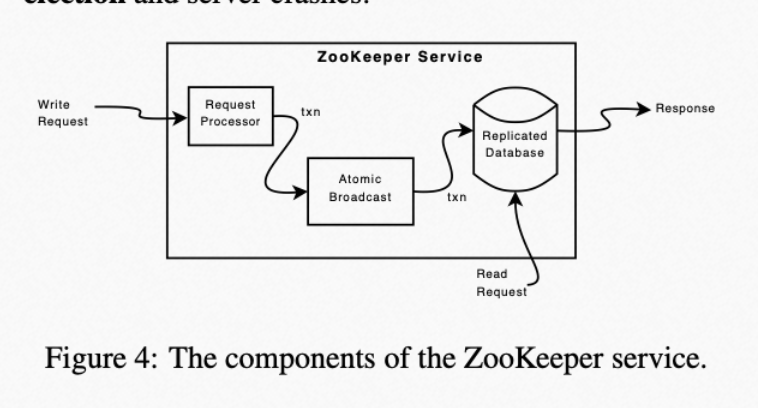 election and server crashes.
ZooKeeper Service
Write
Request
Request
Processor
txn
Atomic
Broadcast
txn
Replicated
Database
Response
Read
Request
Figure 4: The components of the ZooKeeper service.